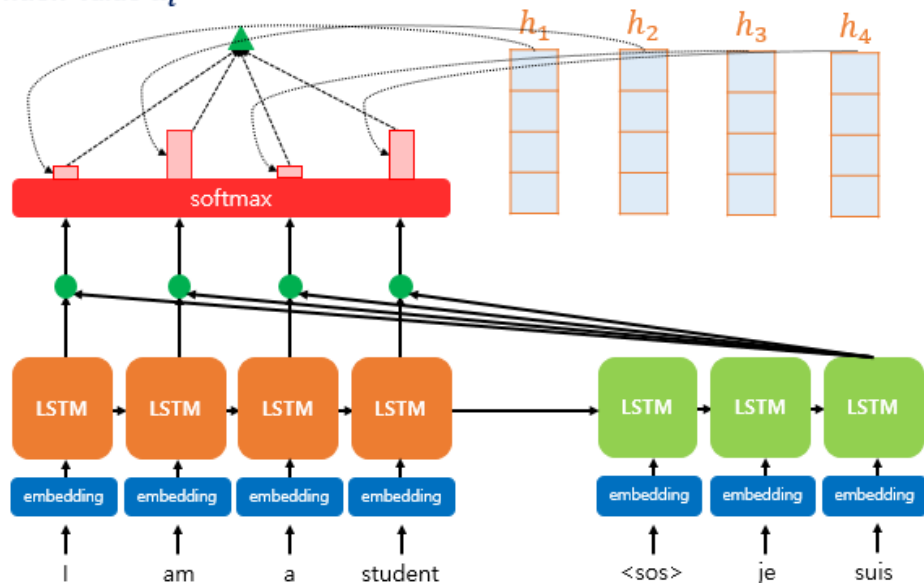 h₁ h₂ h₃ h₄
softmax
LSTM LSTM LSTM LSTM LSTM LSTM LSTM
embedding embedding embedding embedding embedding embedding embedding
I am a student <sos> je suis